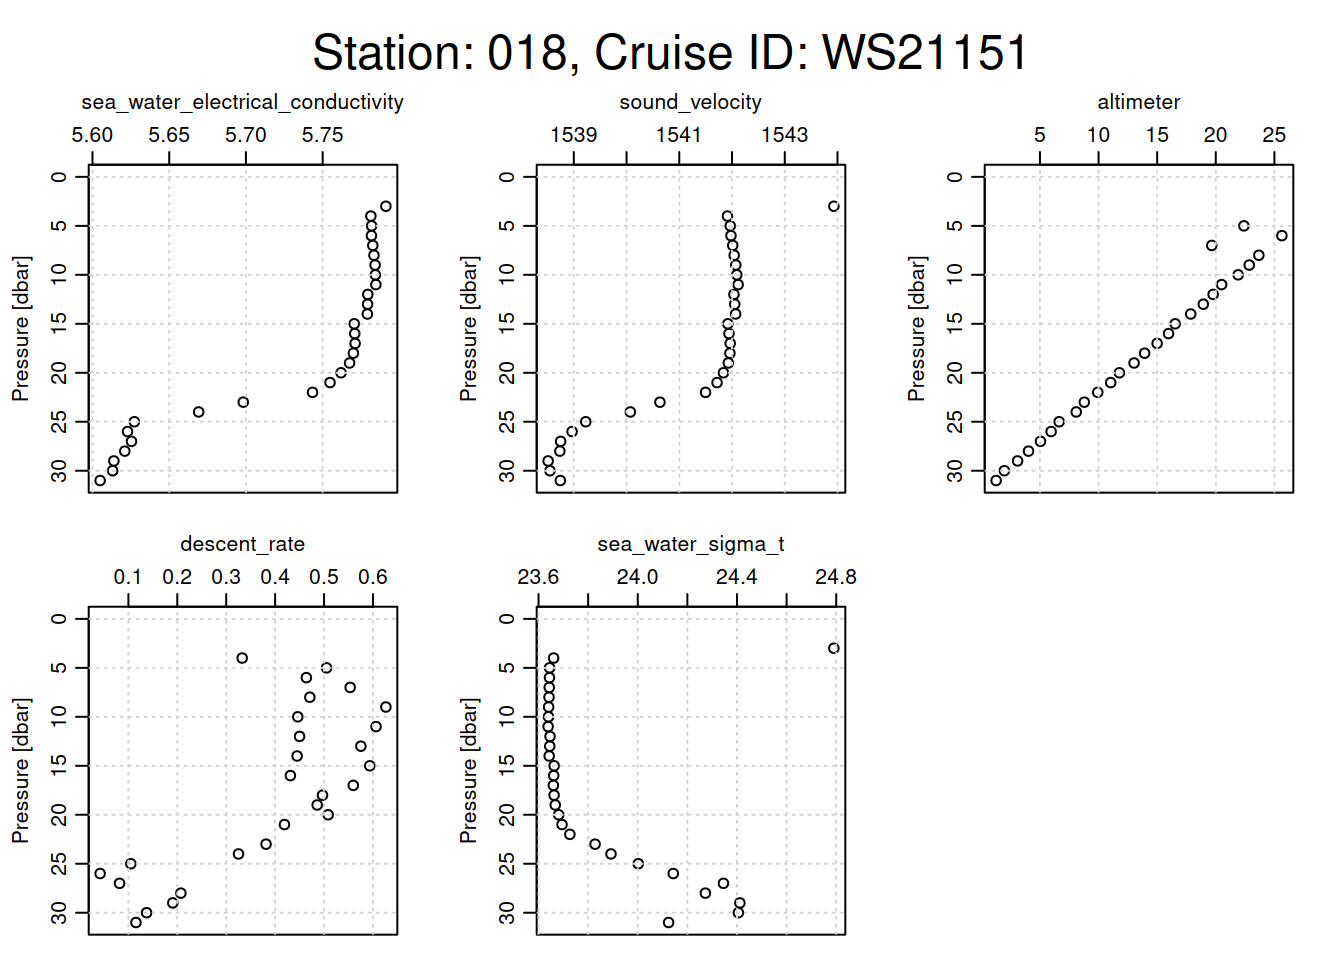 Station: 018, Cruise ID: WS21151
sea_water_electrical_conductivity
5.60 5.65 5.70 5.75
Pressure [dbar]
0 5 10 15 20 25 30
sound_velocity
1539 1541 1543
Pressure [dbar]
0 5 10 15 20 25 30
altimeter
5 10 15 20 25
Pressure [dbar]
0 5 10 15 20 25 30
descent_rate
0.1 0.2 0.3 0.4 0.5 0.6
Pressure [dbar]
0 5 10 15 20 25 30
sea_water_sigma_t
23.6 24.0 24.4 24.8
Pressure [dbar]
0 5 10 15 20 25 30